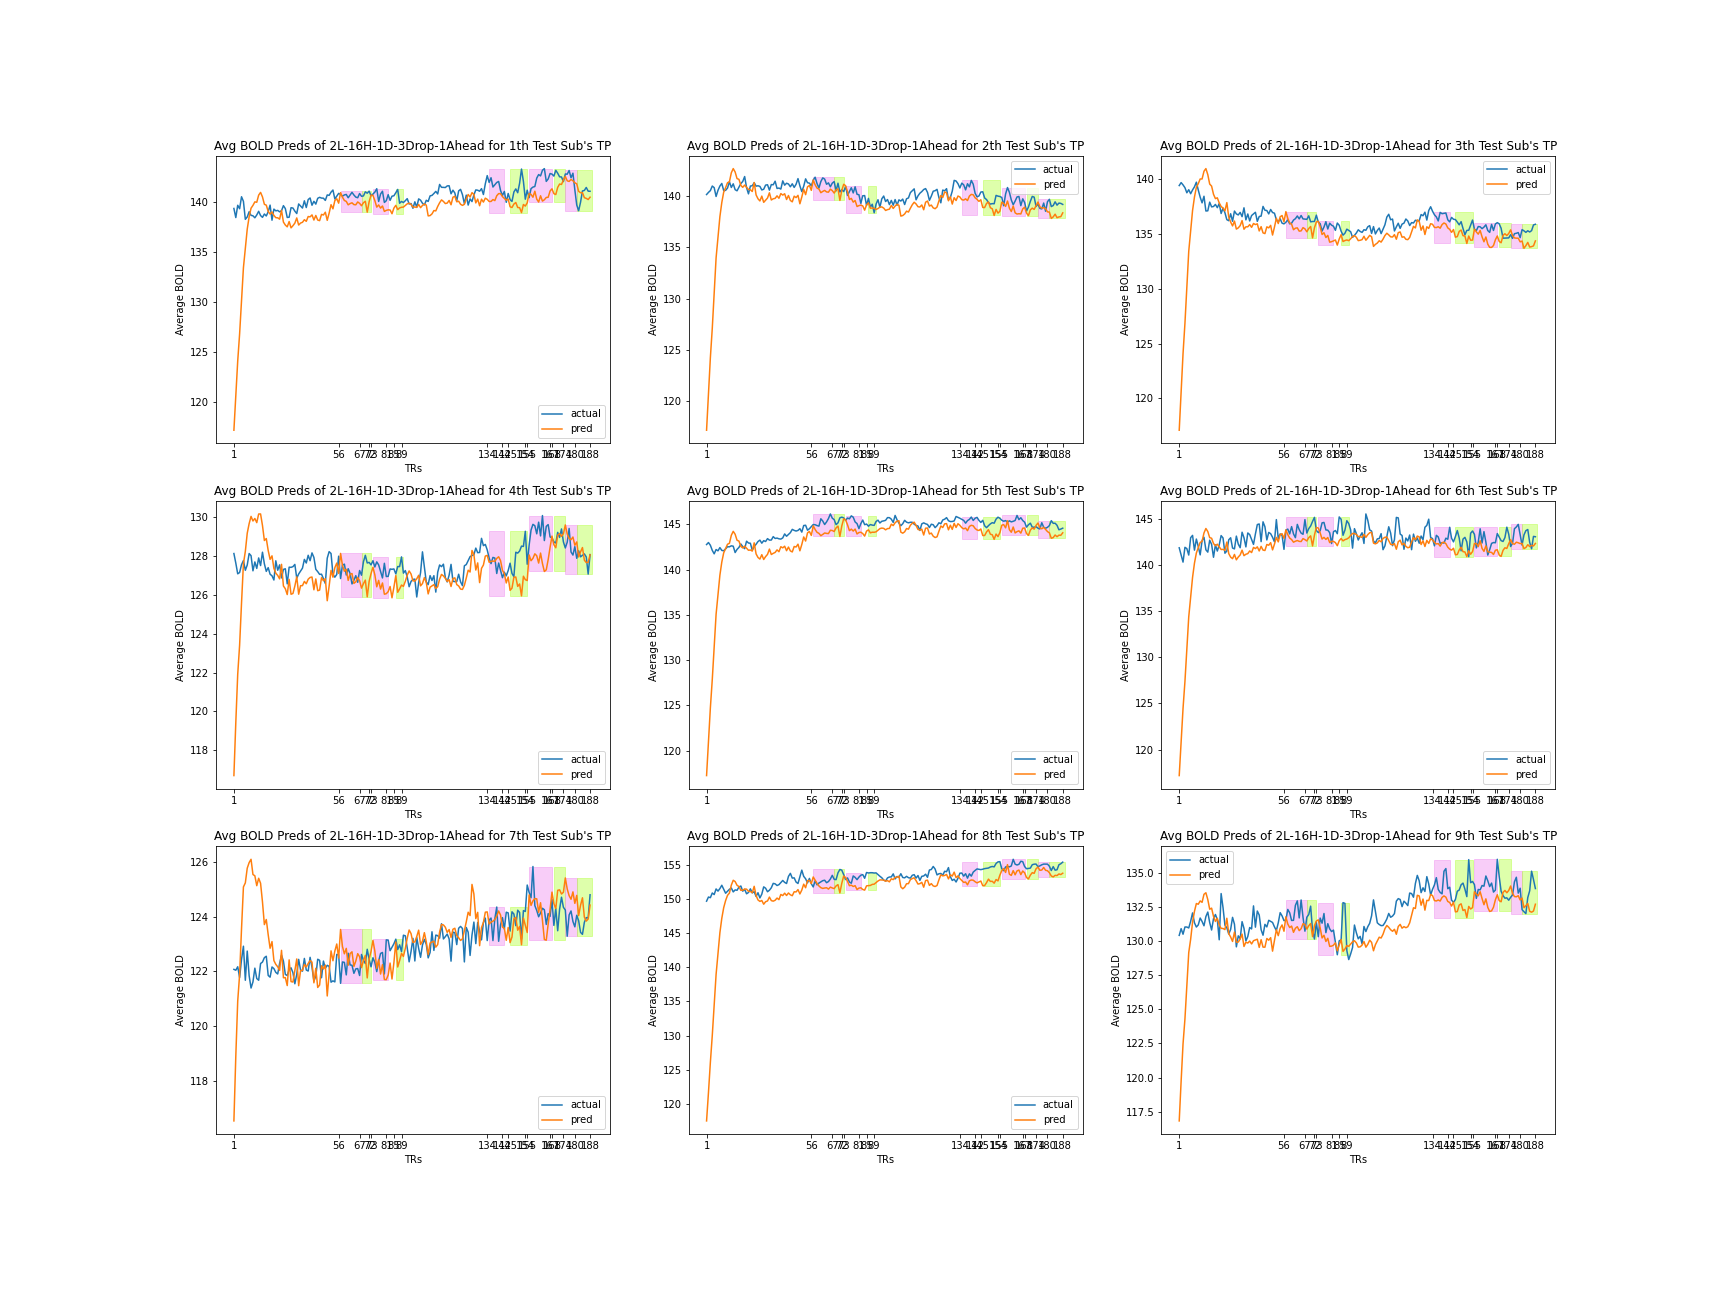 Avg BOLD Preds of 2L-16H-1D-3Drop-1Ahead for 1th Test Sub's TP
Avg BOLD Preds of 2L-16H-1D-3Drop-1Ahead for 2th Test Sub's TP
Avg BOLD Preds of 2L-16H-1D-3Drop-1Ahead for 3th Test Sub's TP
Average BOLD
140
135
130
125
120
actual
pred
1
56
TRs
Average BOLD
140
135
130
125
120
actual
pred
1
56
188
TRs
Average BOLD
140
135
130
125
120
actual
pred
1
56
188
TRs
Avg BOLD Preds of 2L-16H-1D-3Drop-1Ahead for 4th Test Sub's TP
Avg BOLD Preds of 2L-16H-1D-3Drop-1Ahead for 5th Test Sub's TP
Avg BOLD Preds of 2L-16H-1D-3Drop-1Ahead for 6th Test Sub's TP
Average BOLD
130
128
126
124
122
120
118
actual
pred
1
56
188
TRs
Average BOLD
145
140
135
130
125
120
actual
pred
1
56
188
TRs
Average BOLD
145
140
135
130
125
120
actual
pred
1
56
188
TRs
Avg BOLD Preds of 2L-16H-1D-3Drop-1Ahead for 7th Test Sub's TP
Avg BOLD Preds of 2L-16H-1D-3Drop-1Ahead for 8th Test Sub's TP
Avg BOLD Preds of 2L-16H-1D-3Drop-1Ahead for 9th Test Sub's TP
Average BOLD
126
124
122
120
118
actual
pred
1
56
188
TRs
Average BOLD
155
150
145
140
135
130
125
120
actual
pred
1
56
188
TRs
Average BOLD
135.0
132.5
130.0
127.5
125.0
122.5
120.0
117.5
actual
pred
1
56
188
TRs